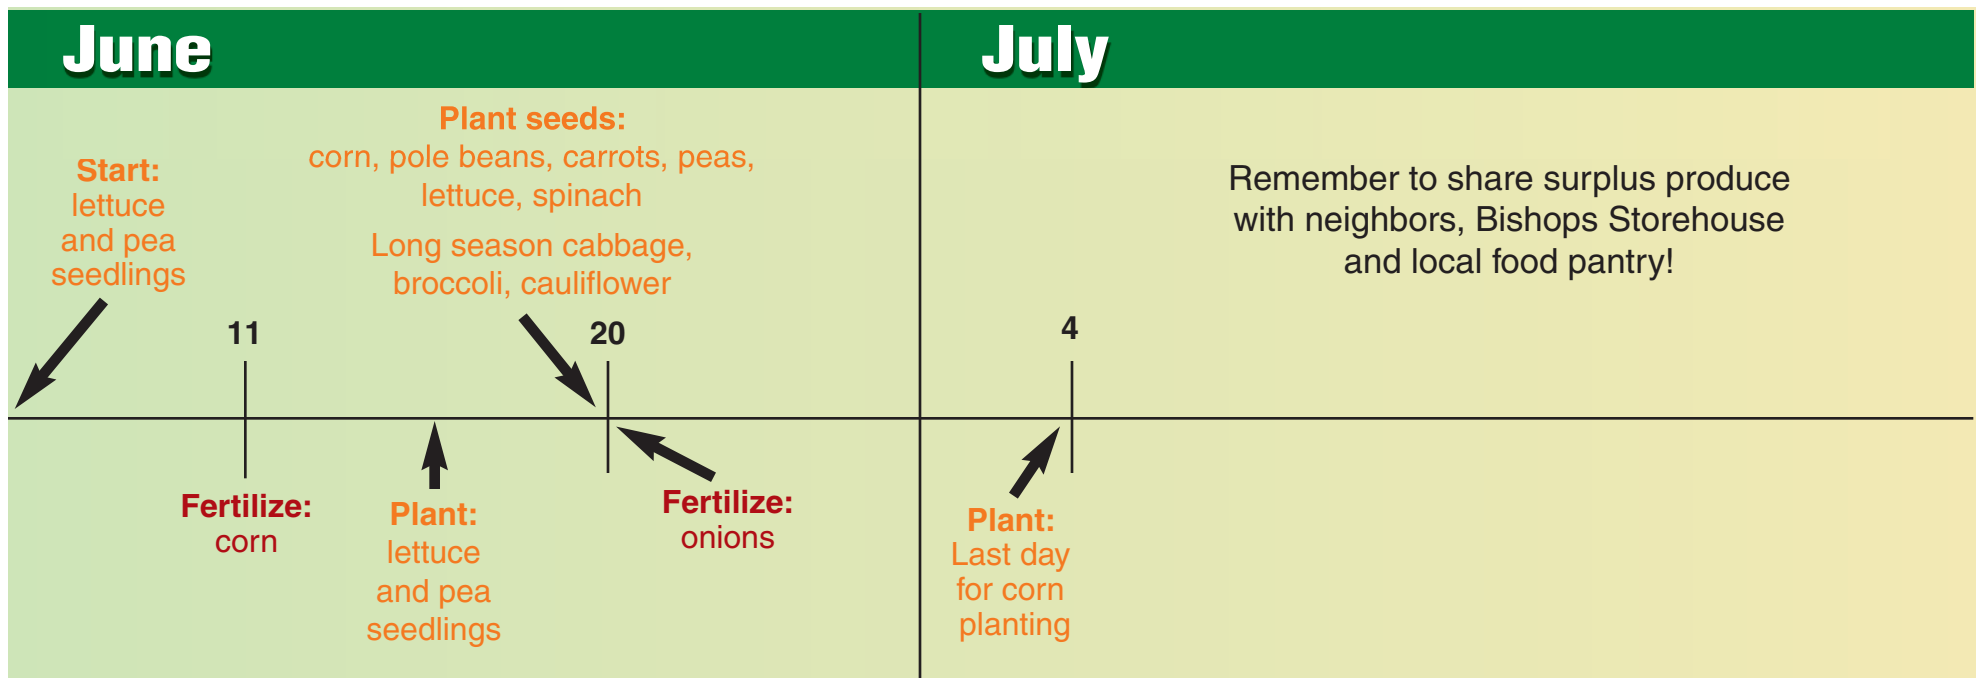 June
July
Start:
lettuce
and pea
seedlings
Plant seeds:
corn, pole beans, carrots, peas,
lettuce, spinach
Long season cabbage,
broccoli, cauliflower
Remember to share surplus produce
with neighbors, Bishops Storehouse
and local food pantry!
11
20
4
Fertilize:
corn
Plant:
lettuce
and pea
seedlings
Fertilize:
onions
Plant:
Last day
for corn
planting